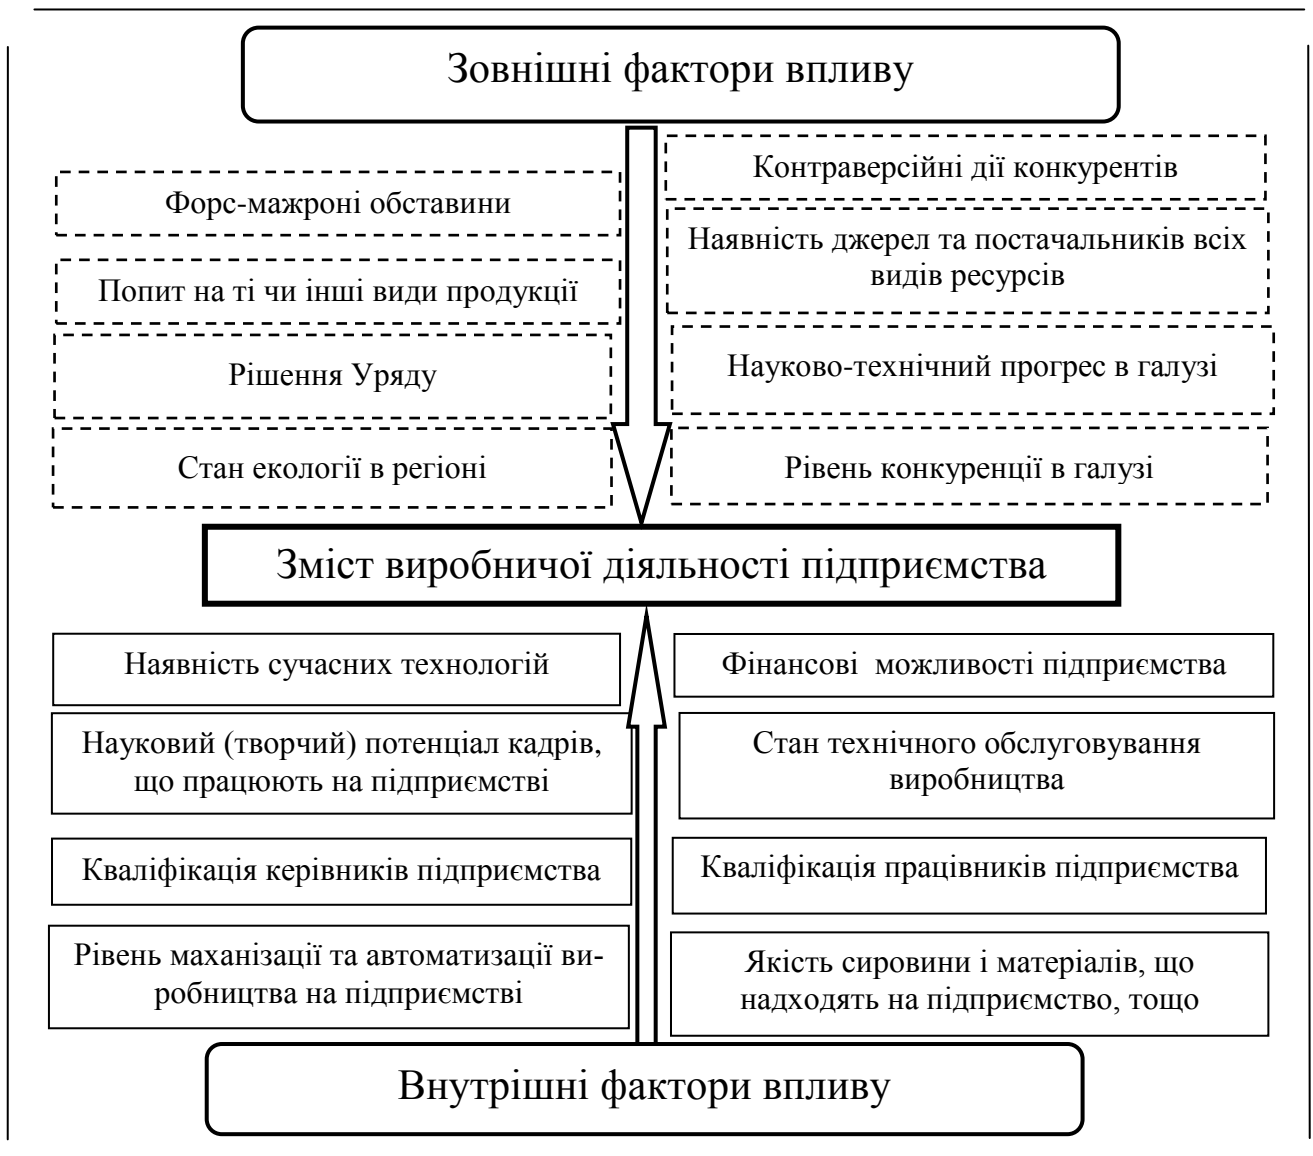 Зовнішні фактори впливу
Форс-мажроні обставини
Попит на ті чи інші види продукції
Рішення Уряду
Стан екології в регіоні
Контраверсійні дії конкурентів
Наявність джерел та постачальників всіх
видів ресурсів
Науково-технічний прогрес в галузі
Рівень конкуренції в галузі
Зміст виробничої діяльності підприємства
Наявність сучасних технологій
Науковий (творчий) потенціал кадрів,
що працюють на підприємстві
Кваліфікація керівників підприємства
Рівень маханізації та автоматизації ви-
робництва на підприємстві
Фінансові можливості підприємства
Стан технічного обслуговування
виробництва
Кваліфікація працівників підприємства
Якість сировини і матеріалів, що
надходять на підприємство, тощо
Внутрішні фактори впливу